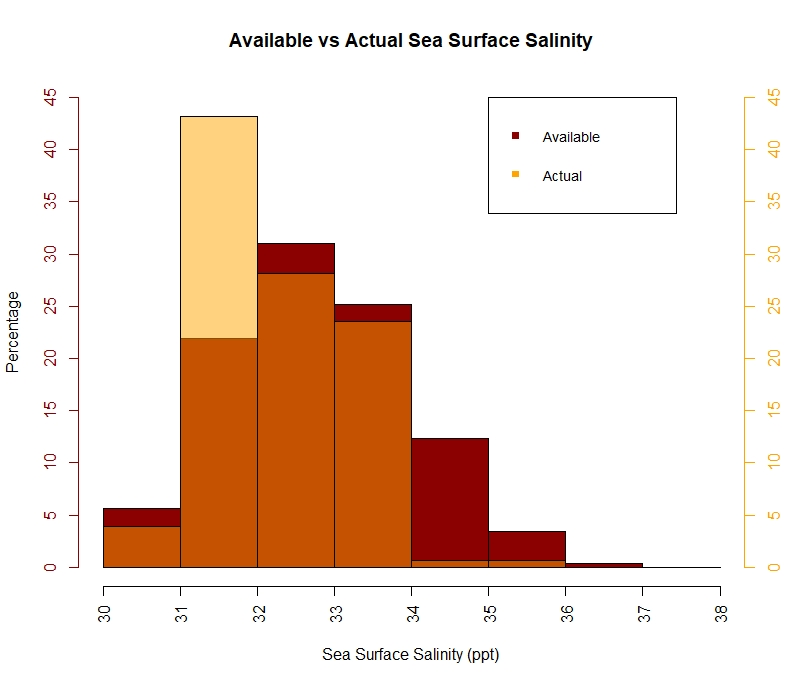 Available vs Actual Sea Surface Salinity
Available
Actual
Percentage
0 5 10 15 20 25 30 35 40 45
0 5 10 15 20 25 30 35 40 45
30 31 32 33 34 35 36 37 38
Sea Surface Salinity (ppt)